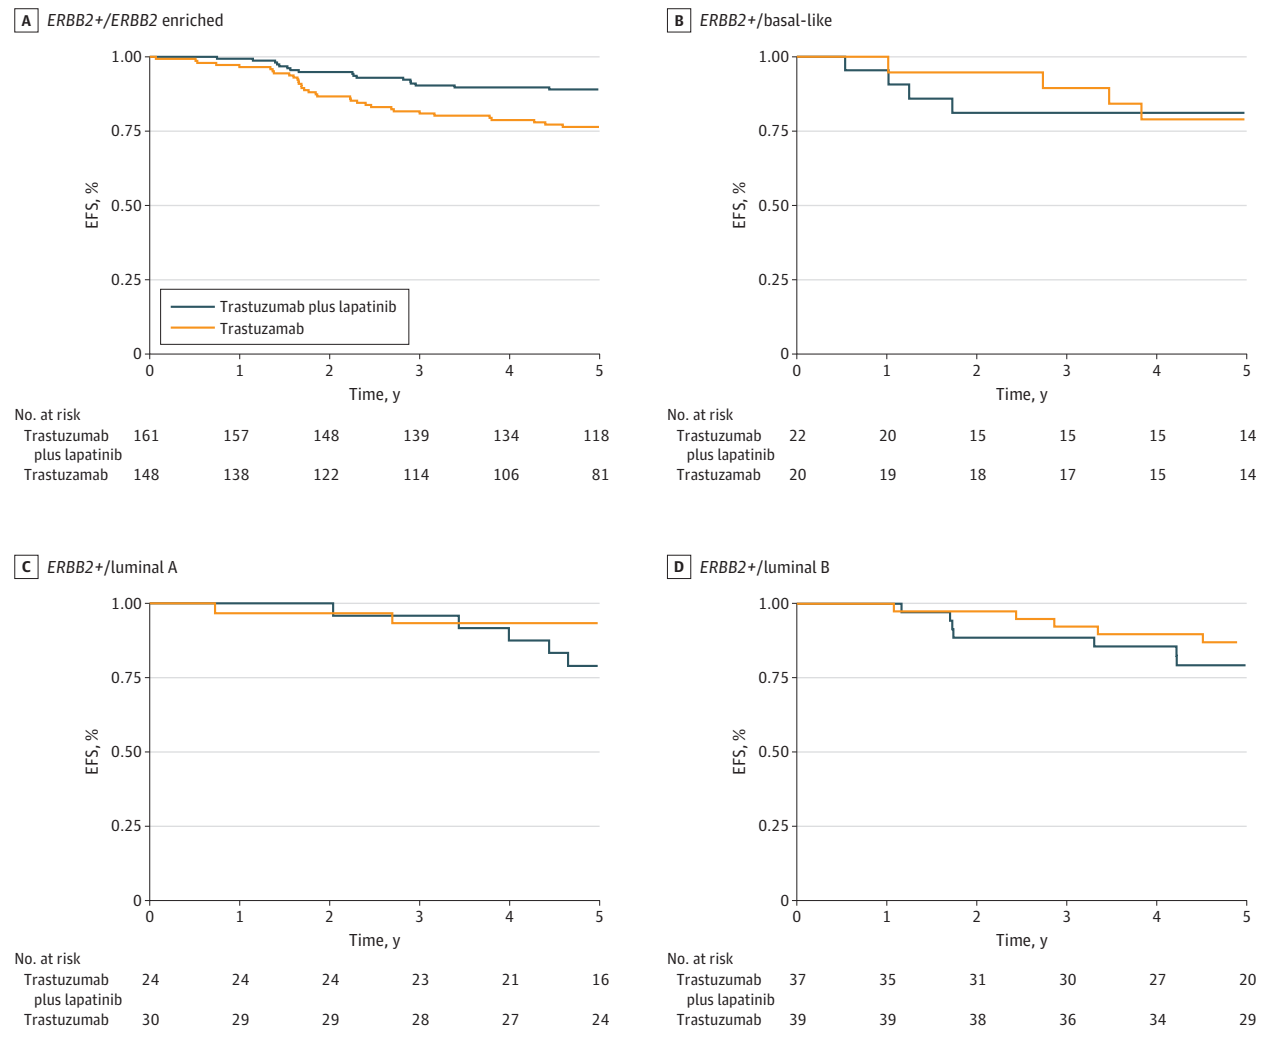 A ERBB2+/ERBB2 enriched
1.00
0.75
0.50
0.25
0
EFS, %
Trastuzumab plus lapatinib
Trastuzamab
0 1 2 3 4 5
Time, y
No. at risk
Trastuzumab 161 157 148 139 134 118
plus lapatinib
Trastuzamab 148 138 122 114 106 81
B ERBB2+/basal-like
1.00
0.75
0.50
0.25
0
EFS, %
0 1 2 3 4 5
Time, y
No. at risk
Trastuzumab 22 20 15 15 15 14
plus lapatinib
Trastuzamab 20 19 18 17 15 14
C ERBB2+/luminal A
1.00
0.75
0.50
0.25
0
EFS, %
0 1 2 3 4 5
Time, y
No. at risk
Trastuzumab 24 24 24 23 21 16
plus lapatinib
Trastuzumab 30 29 29 28 27 24
D ERBB2+/luminal B
1.00
0.75
0.50
0.25
0
EFS, %
0 1 2 3 4 5
Time, y
No. at risk
Trastuzumab 37 35 31 30 27 20
plus lapatinib
Trastuzumab 39 39 38 36 34 29